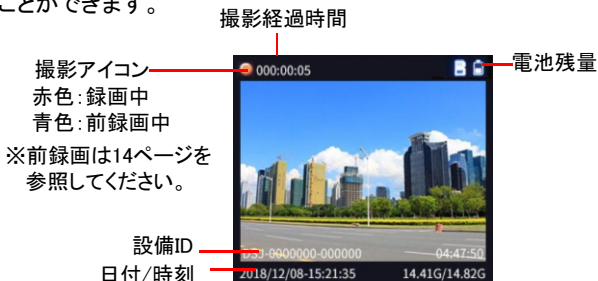 ことができます。
撮影経過時間
撮影アイコン
000:00:05
電池残量
赤色：録画中
青色：前録画中
※前録画は14ページを
参照してください。
設備ID
DSJ-0000000-000000
04:47:50
日付/時刻
2018/12/08-15:21:35
14.41G/14.82G